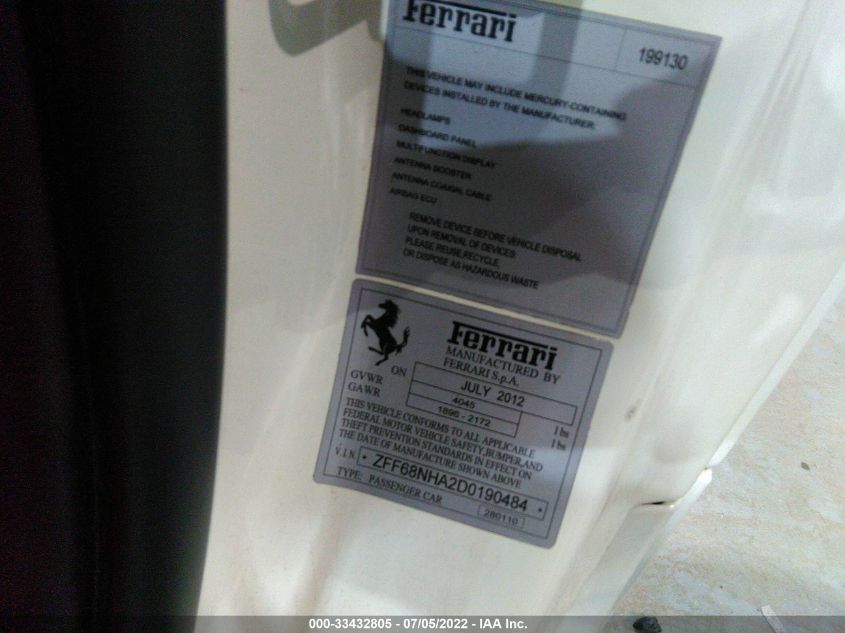 Ferrari
199130
THIS VEHICLE MAY INCLUDE MERCURY-CONTAINING
DEVICES INSTALLED BY THE MANUFACTURER:
HEADLAMPS
DASHBOARD PANEL
MULTIFUNCTION DISPLAY
ANTENNA BOOSTER
ANTENNA COAXIAL CABLE
AIRBAG ECU
REMOVE DEVICE BEFORE VEHICLE DISPOSAL
UPON REMOVAL OF DEVICES
PLEASE REUSE,RECYCLE,
OR DISPOSE AS HAZARDOUS WASTE
Ferrari
MANUFACTURED BY
FERRARI S.p.A.
ON JULY 2012
GVWR 4045 lbs
GAWR 1896 - 2172 lbs
THIS VEHICLE CONFORMS TO ALL APPLICABLE
FEDERAL MOTOR VEHICLE SAFETY,BUMPER,AND
THEFT PREVENTION STANDARDS IN EFFECT ON
THE DATE OF MANUFACTURE SHOWN ABOVE
V.I.N. * ZFF68NHA2D0190484 *
TYPE: PASSENGER CAR 280110
000-33432805 - 07/05/2022 - IAA Inc.